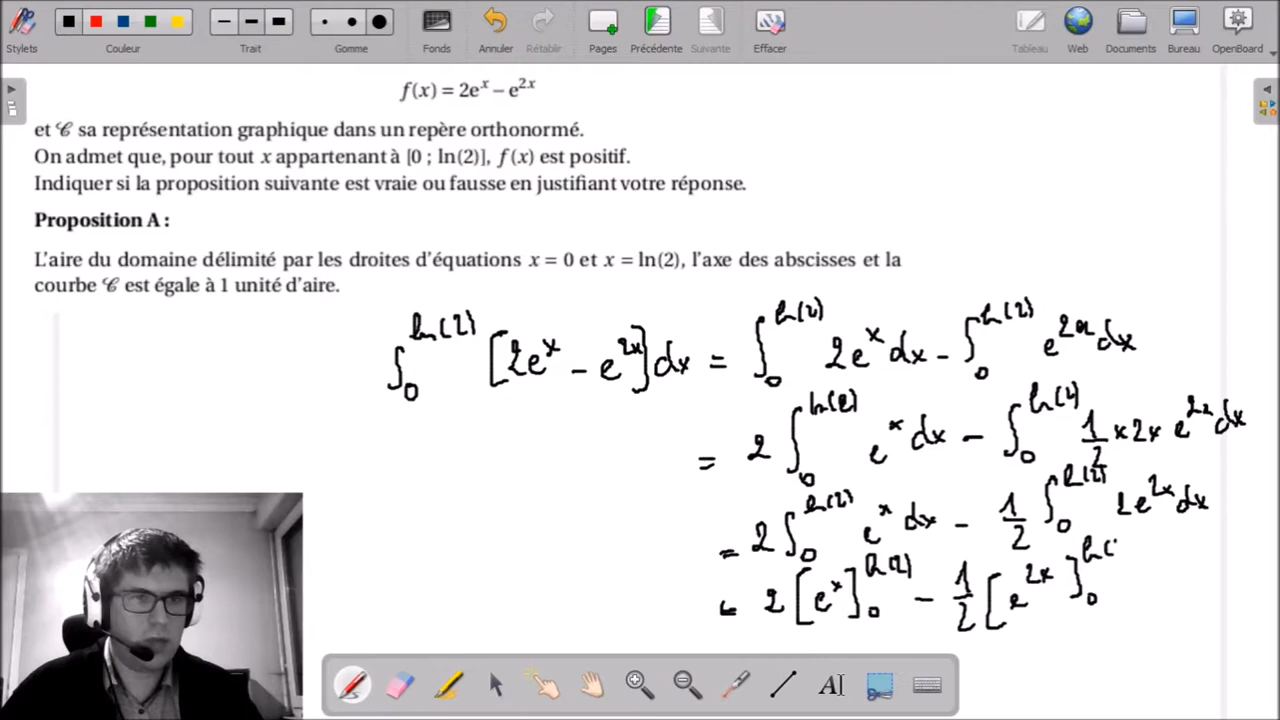 Stylets Couleur Trait Gomme Fonds Annuler Rétablir Pages Précédente Suivante Effacer Tableau Web Documents Bureau OpenBoard
f(x) = 2e^x − e^{2x}
et 𝒞 sa représentation graphique dans un repère orthonormé.
On admet que, pour tout x appartenant à [0 ; ln(2)], f(x) est positif.
Indiquer si la proposition suivante est vraie ou fausse en justifiant votre réponse.
Proposition A :
L'aire du domaine délimité par les droites d'équations x = 0 et x = ln(2), l'axe des abscisses et la
courbe 𝒞 est égale à 1 unité d'aire.
∫_0^{ln(2)} [2e^x − e^{2x}] dx = ∫_0^{ln(2)} 2e^x dx − ∫_0^{ln(2)} e^{2x} dx
= 2 ∫_0^{ln(2)} e^x dx − ∫_0^{ln(2)} 1/2 × 2 × e^{2x} dx
= 2 ∫_0^{ln(2)} e^x dx − 1/2 ∫_0^{ln(2)} 2e^{2x} dx
= 2 [e^x]_0^{ln(2)} − 1/2 [e^{2x}]_0^{ln(
AI